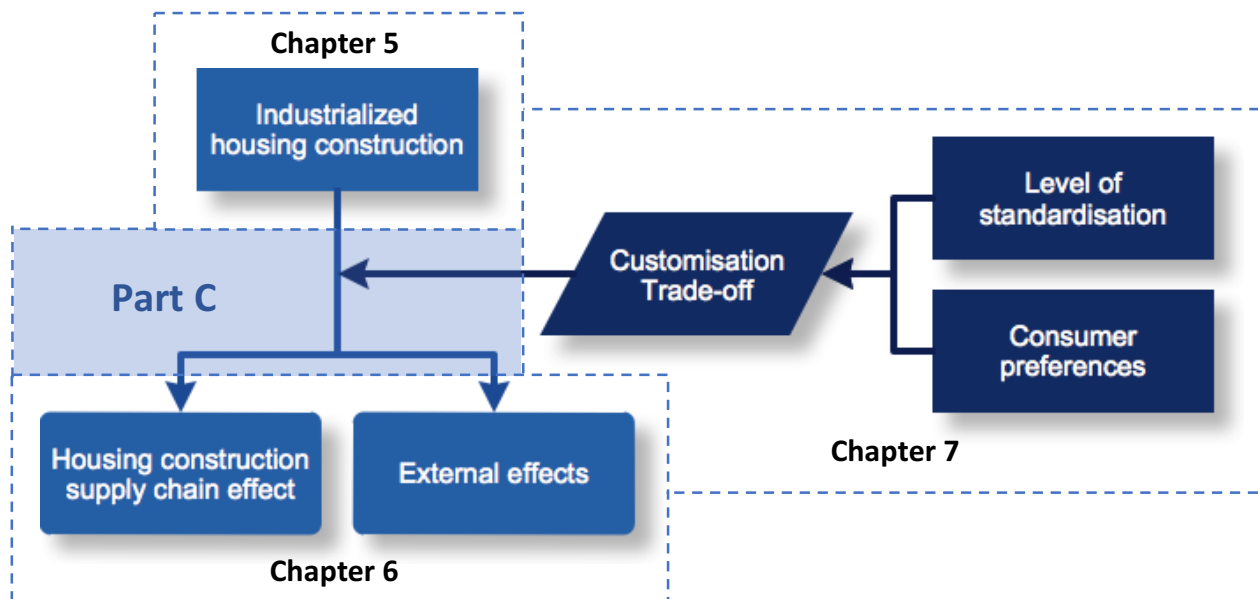 Chapter 5
Industrialized
housing construction
Level of
standardisation
Customisation
Trade-off
Part C
Consumer
preferences
Housing construction
supply chain effect
External effects
Chapter 7
Chapter 6